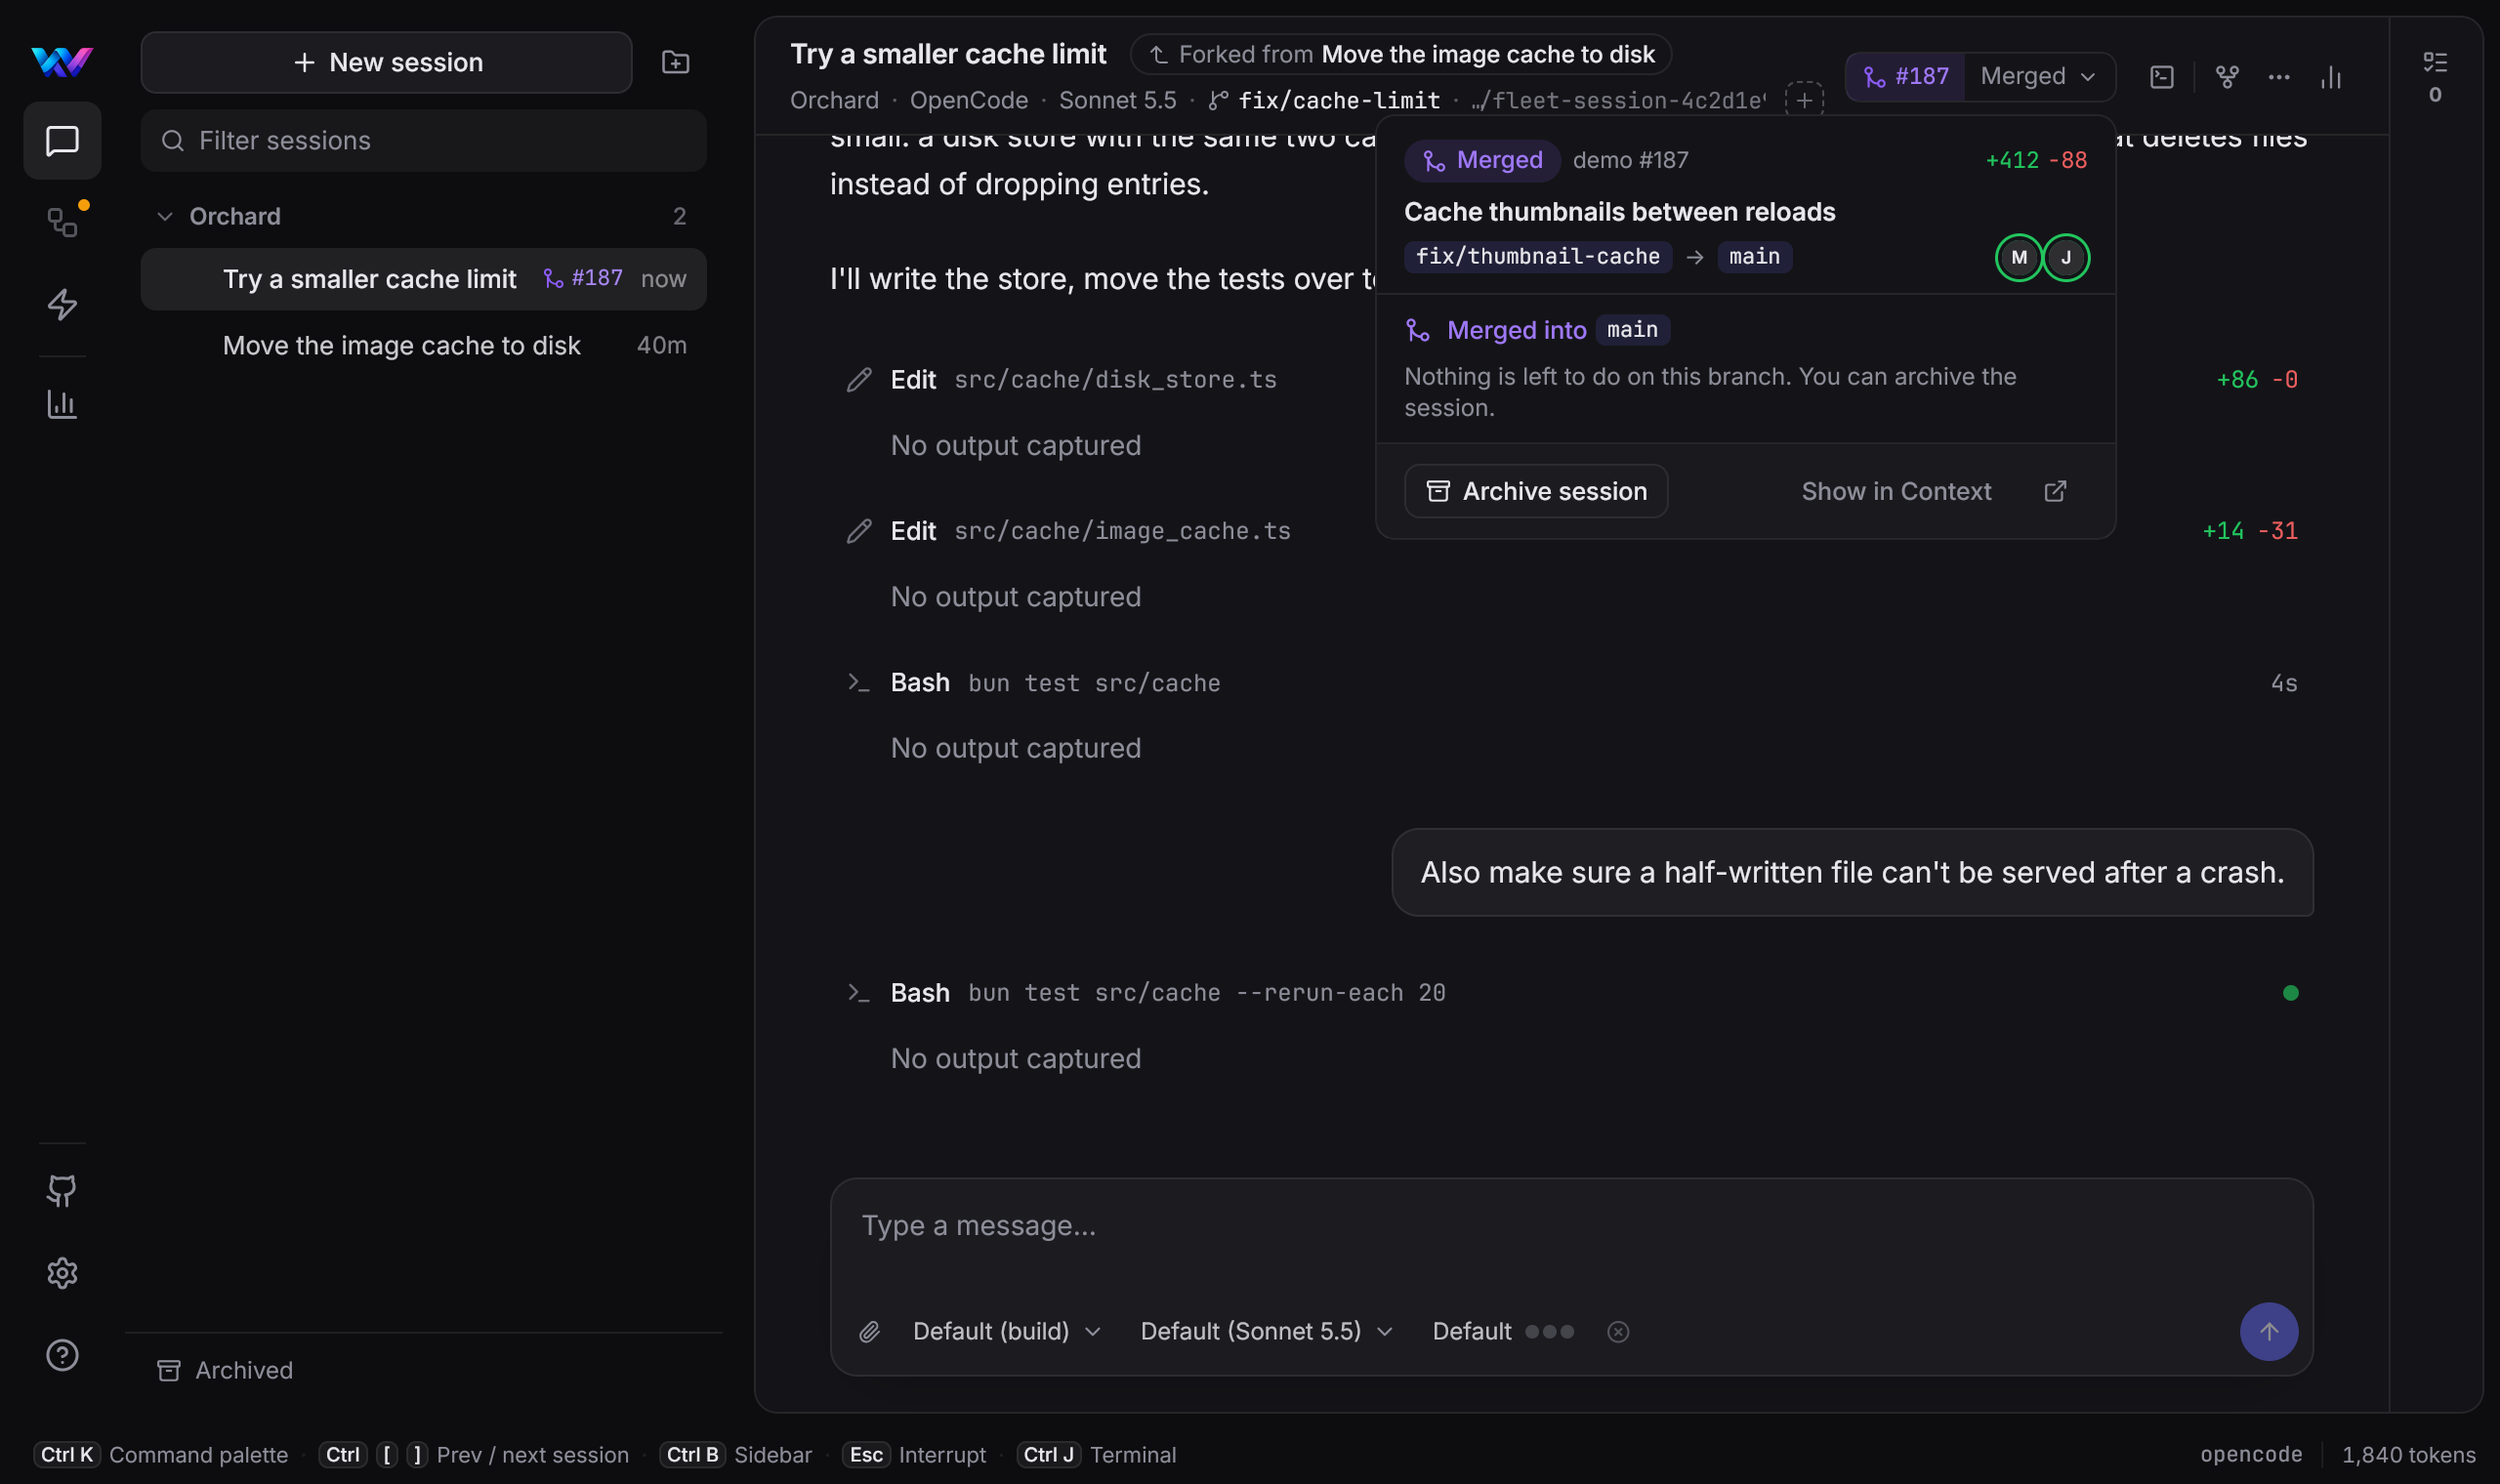 New session
Filter sessions
Orchard 2
Try a smaller cache limit #187 now
Move the image cache to disk 40m
Archived
Try a smaller cache limit Forked from Move the image cache to disk
Orchard · OpenCode · Sonnet 5.5 · fix/cache-limit · …/fleet-session-4c2d1e
#187 Merged
0
instead of dropping entries.
I'll write the store, move the tests over
Edit src/cache/disk_store.ts +86 -0
No output captured
Edit src/cache/image_cache.ts +14 -31
No output captured
Bash bun test src/cache 4s
No output captured
Merged demo #187 +412 -88
Cache thumbnails between reloads
fix/thumbnail-cache → main M J
Merged into main
Nothing is left to do on this branch. You can archive the
session.
Archive session Show in Context
Also make sure a half-written file can't be served after a crash.
Bash bun test src/cache --rerun-each 20
No output captured
Type a message...
Default (build) Default (Sonnet 5.5) Default
Ctrl K Command palette · Ctrl [ ] Prev / next session · Ctrl B Sidebar · Esc Interrupt · Ctrl J Terminal
opencode 1,840 tokens